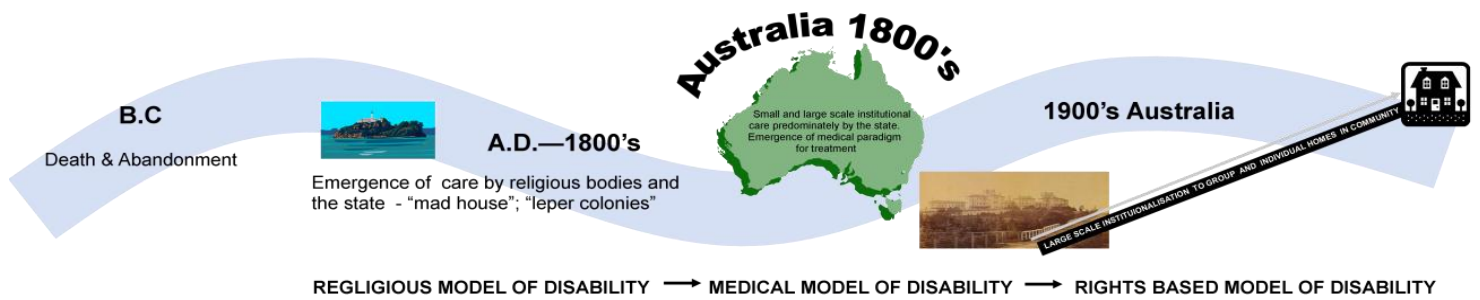 B.C
Death & Abandonment
A.D.—1800’s
Emergence of care by religious bodies and
the state - “mad house”; “leper colonies”
Australia 1800's
Small and large scale institutional
care predominately by the state.
Emergence of medical paradigm
for treatment
1900’s Australia
LARGE SCALE INSTITUIONALISATION TO GROUP AND INDIVIDUAL HOMES IN COMMUNITY
REGLIGIOUS MODEL OF DISABILITY → MEDICAL MODEL OF DISABILITY → RIGHTS BASED MODEL OF DISABILITY